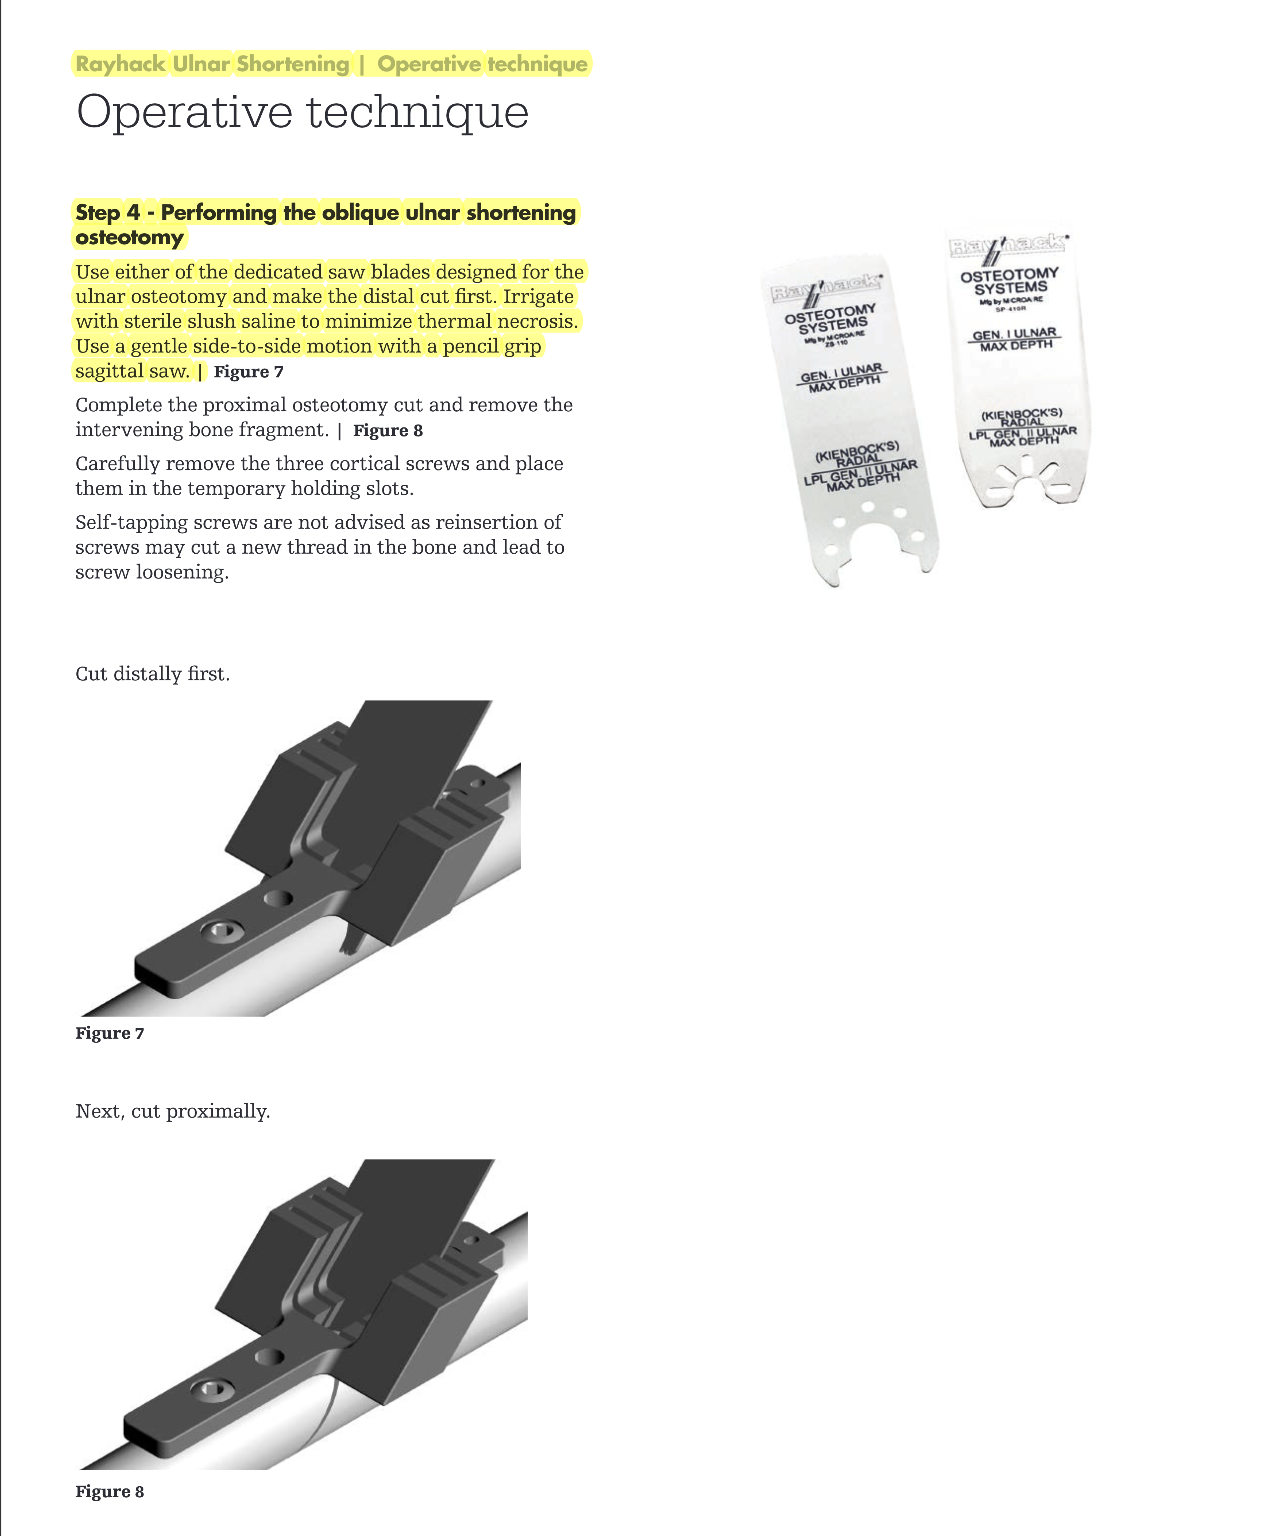 Rayhack Ulnar Shortening | Operative technique
Operative technique
Step 4 - Performing the oblique ulnar shortening
osteotomy
Use either of the dedicated saw blades designed for the
ulnar osteotomy and make the distal cut first. Irrigate
with sterile slush saline to minimize thermal necrosis.
Use a gentle side-to-side motion with a pencil grip
sagittal saw. | Figure 7
Complete the proximal osteotomy cut and remove the
intervening bone fragment. | Figure 8
Carefully remove the three cortical screws and place
them in the temporary holding slots.
Self-tapping screws are not advised as reinsertion of
screws may cut a new thread in the bone and lead to
screw loosening.
Cut distally first.
Figure 7
Next, cut proximally.
Figure 8
Rayhack
OSTEOTOMY
SYSTEMS
Mfg by MICROAIRE
ZS-110
GEN. I ULNAR
MAX DEPTH
(KIENBOCK'S)
RADIAL
LPL GEN. II ULNAR
MAX DEPTH
Rayhack
OSTEOTOMY
SYSTEMS
Mfg by MICROAIRE
GEN. I ULNAR
MAX DEPTH
(KIENBOCK'S)
RADIAL
LPL GEN. II ULNAR
MAX DEPTH